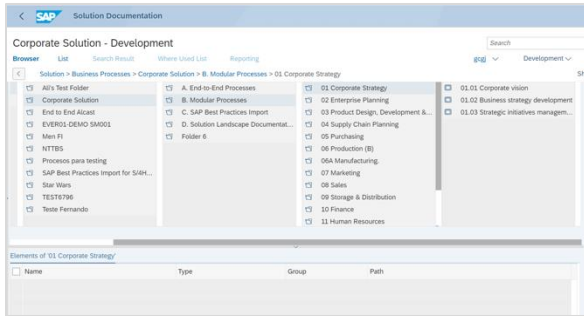 SAP Solution Documentation
Corporate Solution - Development
Search
Browser List Search Result Where Used List Reporting
gcgj Development
Solution > Business Processes > Corporate Solution > B. Modular Processes > 01 Corporate Strategy
Ali's Test Folder
Corporate Solution
End to End Alcast
EVER01-DEMO SM001
Men FI
NTTBS
Procesos para testing
SAP Best Practices Import for S/4H...
Star Wars
TEST8796
Teste Fernando
A. End-to-End Processes
B. Modular Processes
C. SAP Best Practices Import
D. Solution Landscape Documentat...
Folder 6
01 Corporate Strategy
02 Enterprise Planning
03 Product Design, Development &...
04 Supply Chain Planning
05 Purchasing
06 Production (B)
06A Manufacturing.
07 Marketing
08 Sales
09 Storage & Distribution
10 Finance
11 Human Resources
01.01 Corporate vision
01.02 Business strategy development
01.03 Strategic initiatives managem...
Elements of '01 Corporate Strategy'
Name Type Group Path